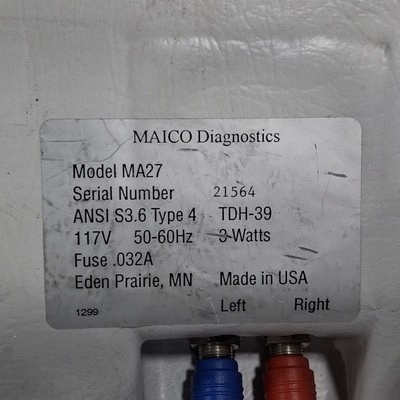 MAICO Diagnostics
Model MA27
Serial Number 21564
ANSI S3.6 Type 4 TDH-39
117V 50-60Hz 3 Watts
Fuse .032A
Eden Prairie, MN Made in USA
1299 Left Right